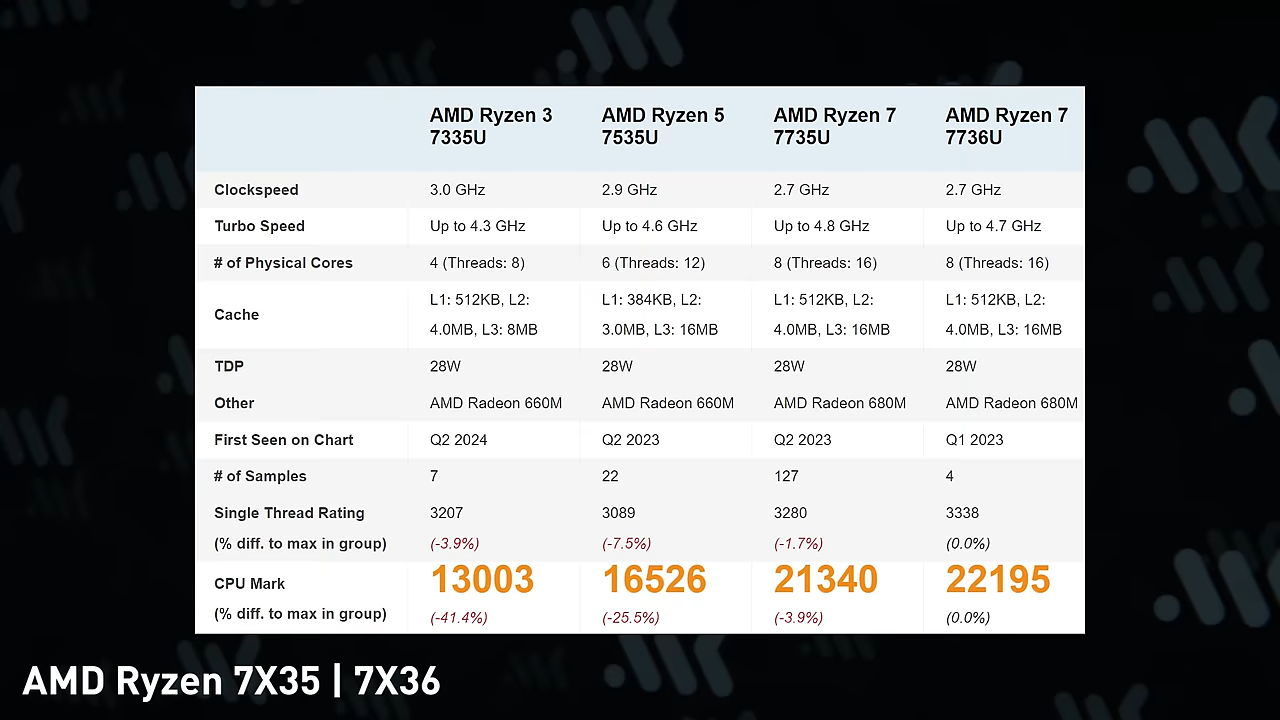 AMD Ryzen 3 7335U
AMD Ryzen 5 7535U
AMD Ryzen 7 7735U
AMD Ryzen 7 7736U
Clockspeed 3.0 GHz 2.9 GHz 2.7 GHz 2.7 GHz
Turbo Speed Up to 4.3 GHz Up to 4.6 GHz Up to 4.8 GHz Up to 4.7 GHz
# of Physical Cores 4 (Threads: 8) 6 (Threads: 12) 8 (Threads: 16) 8 (Threads: 16)
Cache L1: 512KB, L2: 4.0MB, L3: 8MB L1: 384KB, L2: 3.0MB, L3: 16MB L1: 512KB, L2: 4.0MB, L3: 16MB L1: 512KB, L2: 4.0MB, L3: 16MB
TDP 28W 28W 28W 28W
Other AMD Radeon 660M AMD Radeon 660M AMD Radeon 680M AMD Radeon 680M
First Seen on Chart Q2 2024 Q2 2023 Q2 2023 Q1 2023
# of Samples 7 22 127 4
Single Thread Rating 3207 3089 3280 3338
(% diff. to max in group) (-3.9%) (-7.5%) (-1.7%) (0.0%)
CPU Mark 13003 16526 21340 22195
(% diff. to max in group) (-41.4%) (-25.5%) (-3.9%) (0.0%)
AMD Ryzen 7X35 | 7X36